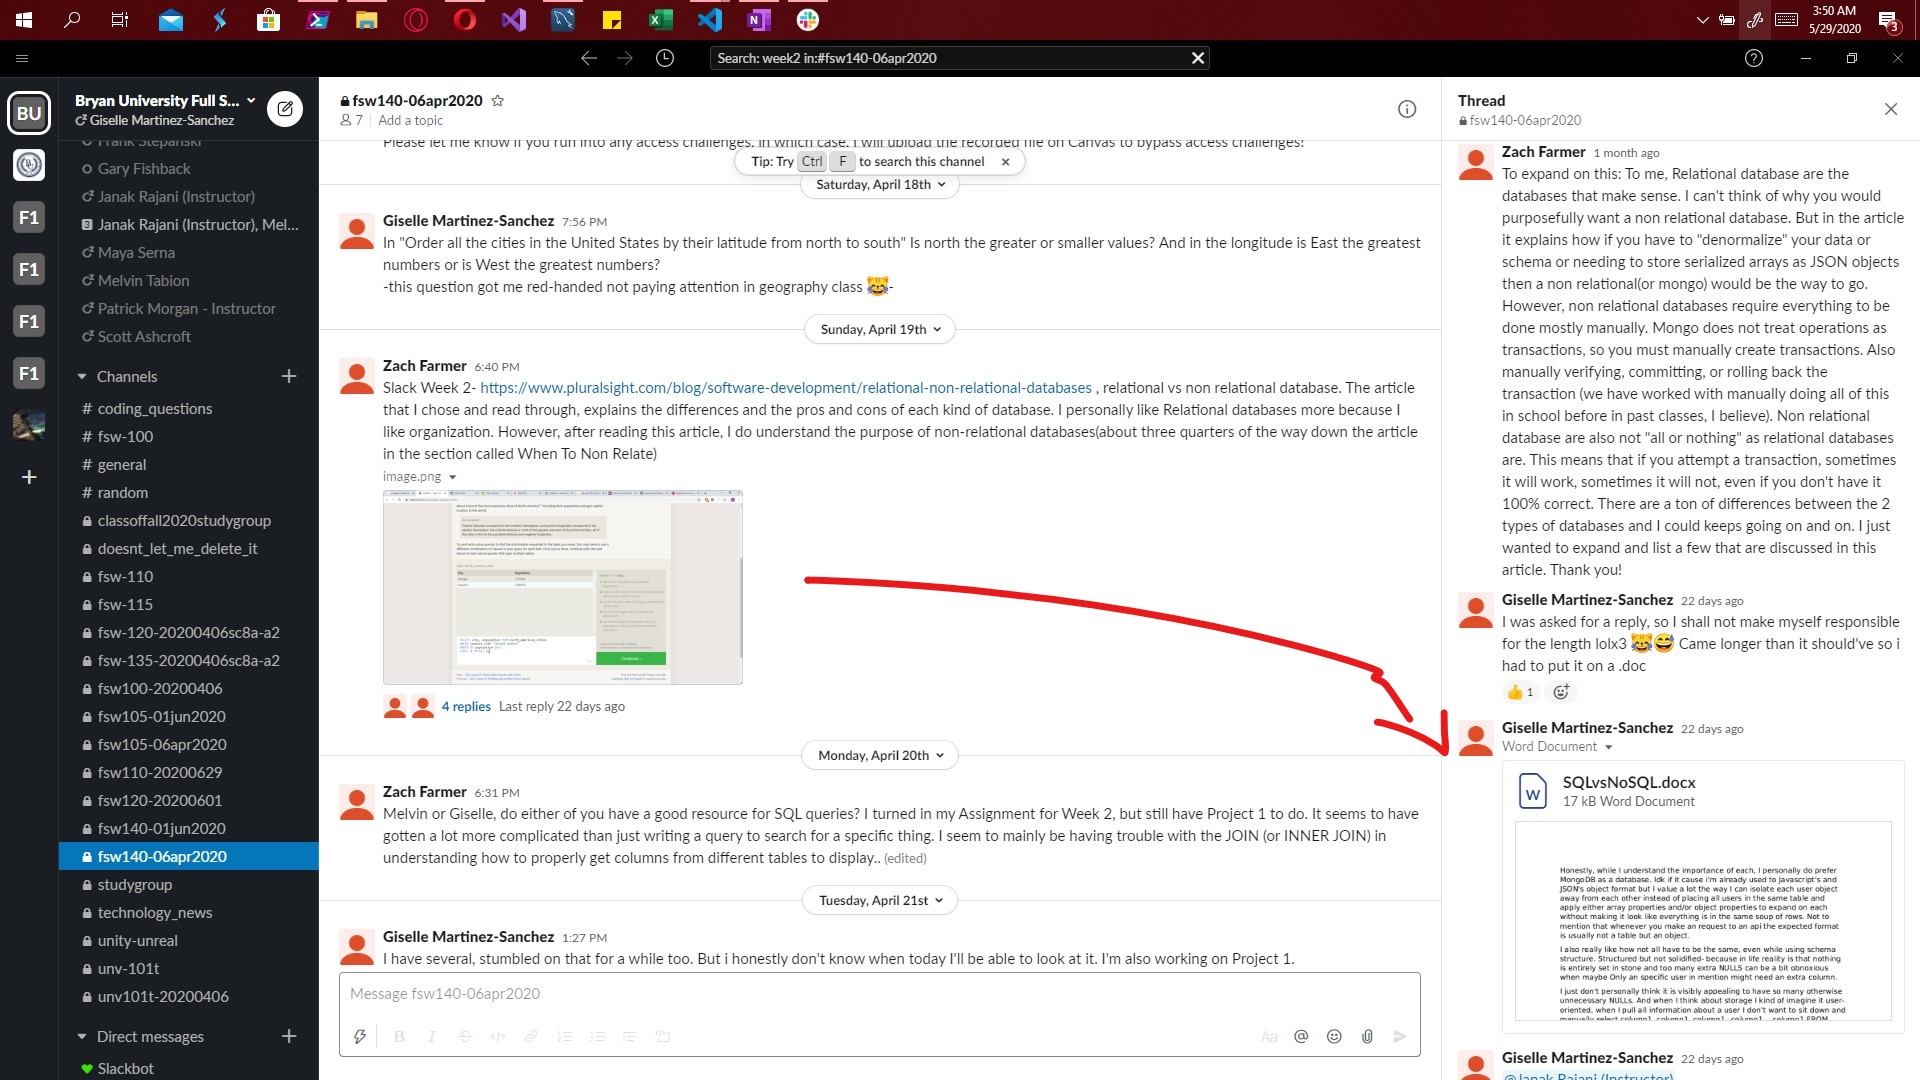 3:50 AM
5/29/2020
3
Search: week2 in:#fsw140-06apr2020
BU
F1
F1
F1
F1
Bryan University Full S...
Giselle Martinez-Sanchez
Frank Stepanski
Gary Fishback
Janak Rajani (Instructor)
3 Janak Rajani (Instructor), Mel...
Maya Serna
Melvin Tabion
Patrick Morgan - Instructor
Scott Ashcroft
Channels
# coding_questions
# fsw-100
# general
# random
classoffall2020studygroup
doesnt_let_me_delete_it
fsw-110
fsw-115
fsw-120-20200406sc8a-a2
fsw-135-20200406sc8a-a2
fsw100-20200406
fsw105-01jun2020
fsw105-06apr2020
fsw110-20200629
fsw120-20200601
fsw140-01jun2020
fsw140-06apr2020
studygroup
technology_news
unity-unreal
unv-101t
unv101t-20200406
Direct messages
Slackbot
fsw140-06apr2020
7 | Add a topic
Please let me know if you run into any access challenges, in which case, I will upload the recorded file on Canvas to bypass access challenges!
Tip: Try Ctrl F to search this channel
Saturday, April 18th
Giselle Martinez-Sanchez 7:56 PM
In "Order all the cities in the United States by their latitude from north to south" Is north the greater or smaller values? And in the longitude is East the greatest
numbers or is West the greatest numbers?
-this question got me red-handed not paying attention in geography class 😹-
Sunday, April 19th
Zach Farmer 6:40 PM
Slack Week 2- https://www.pluralsight.com/blog/software-development/relational-non-relational-databases , relational vs non relational database. The article
that I chose and read through, explains the differences and the pros and cons of each kind of database. I personally like Relational databases more because I
like organization. However, after reading this article, I do understand the purpose of non-relational databases(about three quarters of the way down the article
in the section called When To Non Relate)
image.png
Continue
4 replies Last reply 22 days ago
Monday, April 20th
Zach Farmer 6:31 PM
Melvin or Giselle, do either of you have a good resource for SQL queries? I turned in my Assignment for Week 2, but still have Project 1 to do. It seems to have
gotten a lot more complicated than just writing a query to search for a specific thing. I seem to mainly be having trouble with the JOIN (or INNER JOIN) in
understanding how to properly get columns from different tables to display.. (edited)
Tuesday, April 21st
Giselle Martinez-Sanchez 1:27 PM
I have several, stumbled on that for a while too. But i honestly don't know when today I'll be able to look at it. I'm also working on Project 1.
Message fsw140-06apr2020
B I S </> Aa @
Thread
fsw140-06apr2020
Zach Farmer 1 month ago
To expand on this: To me, Relational database are the
databases that make sense. I can't think of why you would
purposefully want a non relational database. But in the article
it explains how if you have to "denormalize" your data or
schema or needing to store serialized arrays as JSON objects
then a non relational(or mongo) would be the way to go.
However, non relational databases require everything to be
done mostly manually. Mongo does not treat operations as
transactions, so you must manually create transactions. Also
manually verifying, committing, or rolling back the
transaction (we have worked with manually doing all of this
in school before in past classes, I believe). Non relational
database are also not "all or nothing" as relational databases
are. This means that if you attempt a transaction, sometimes
it will work, sometimes it will not, even if you don't have it
100% correct. There are a ton of differences between the 2
types of databases and I could keeps going on and on. I just
wanted to expand and list a few that are discussed in this
article. Thank you!
Giselle Martinez-Sanchez 22 days ago
I was asked for a reply, so I shall not make myself responsible
for the length lolx3 😹😅 Came longer than it should've so i
had to put it on a .doc
👍 1
Giselle Martinez-Sanchez 22 days ago
Word Document
SQLvsNoSQL.docx
17 kB Word Document
Honestly, while I understand the importance of each, I personally do prefer
MongoDB as a database. Idk if it cause i'm already used to Javascript's and
JSON's object format but I value a lot the way I can isolate each user object
away from each other instead of placing all users in the same table and
apply either array properties and/or object properties to expand on each
without making it look like everything is in the same soup of rows. Not to
mention that whenever you make an request to an api the expected format
is usually not a table but an object.
I also really like how not all have to be the same, even while using schema
structure. Structured but not solidified- because in life reality is that nothing
is entirely set in stone and too many extra NULLS can be a bit obnoxious
when maybe Only an specific user in mention might need an extra column.
I just don't personally think it is visibly appealing to have so many otherwise
unnecessary NULLs. And when I think about storage I kind of imagine it user-
oriented, when I pull all information about a user I don't want to sit down and
manually select column1, column1, column1, column1... column1 FROM
Giselle Martinez-Sanchez 22 days ago
@Janak Rajani (Instructor)